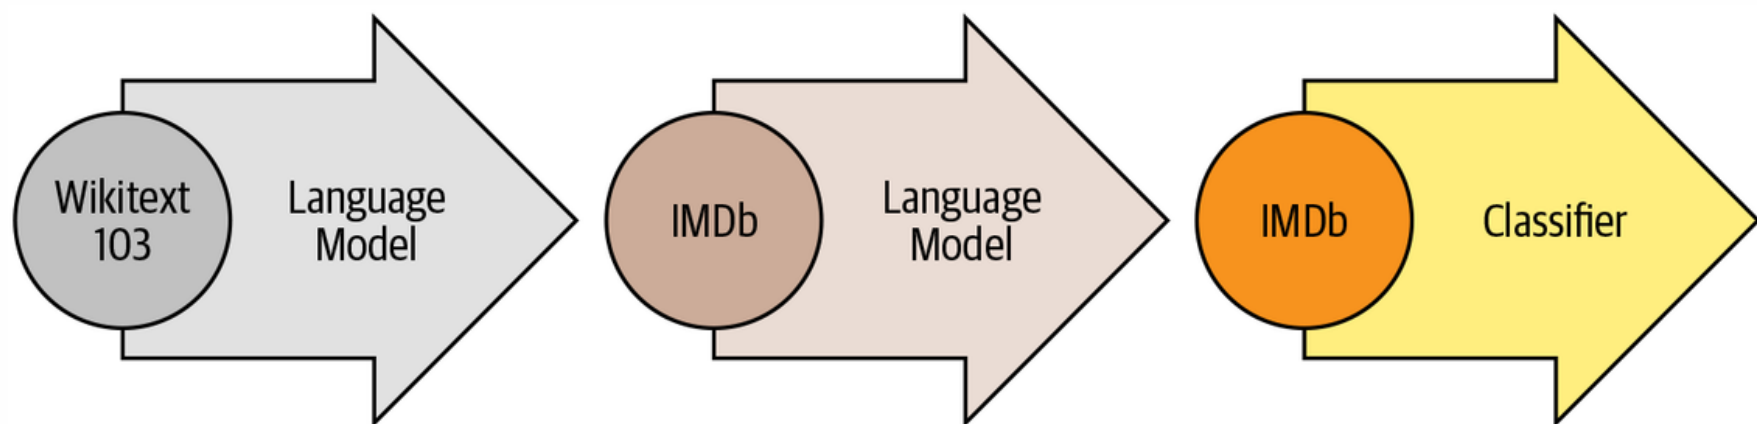 Wikitext
103
Language
Model
IMDb
Language
Model
IMDb
Classifier